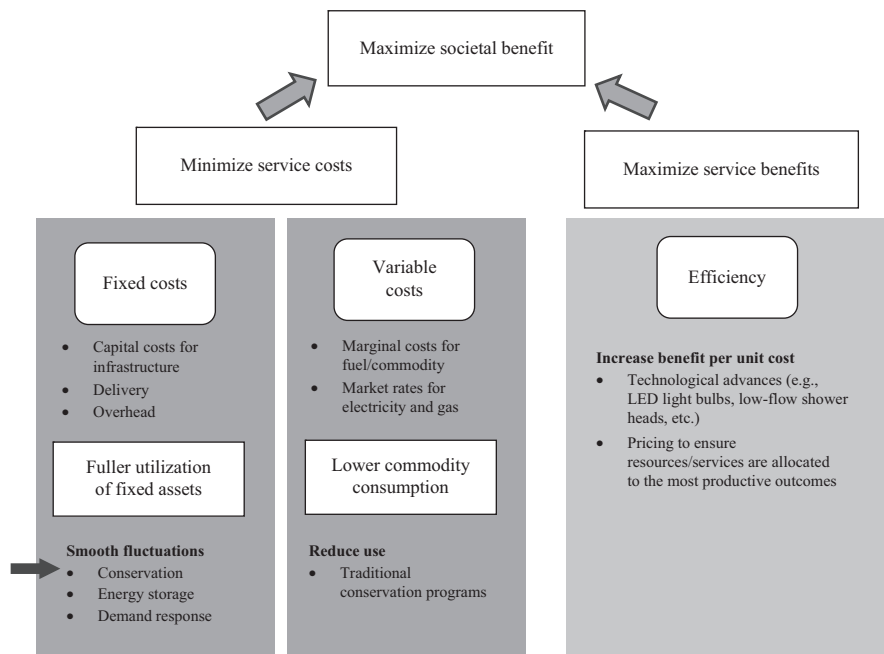 Maximize societal benefit
Minimize service costs
Maximize service benefits
Fixed costs
• Capital costs for
infrastructure
• Delivery
• Overhead
Fuller utilization
of fixed assets
Smooth fluctuations
• Conservation
• Energy storage
• Demand response
Variable
costs
• Marginal costs for
fuel/commodity
• Market rates for
electricity and gas
Lower commodity
consumption
Reduce use
• Traditional
conservation programs
Efficiency
Increase benefit per unit cost
• Technological advances (e.g.,
LED light bulbs, low-flow shower
heads, etc.)
• Pricing to ensure
resources/services are allocated
to the most productive outcomes